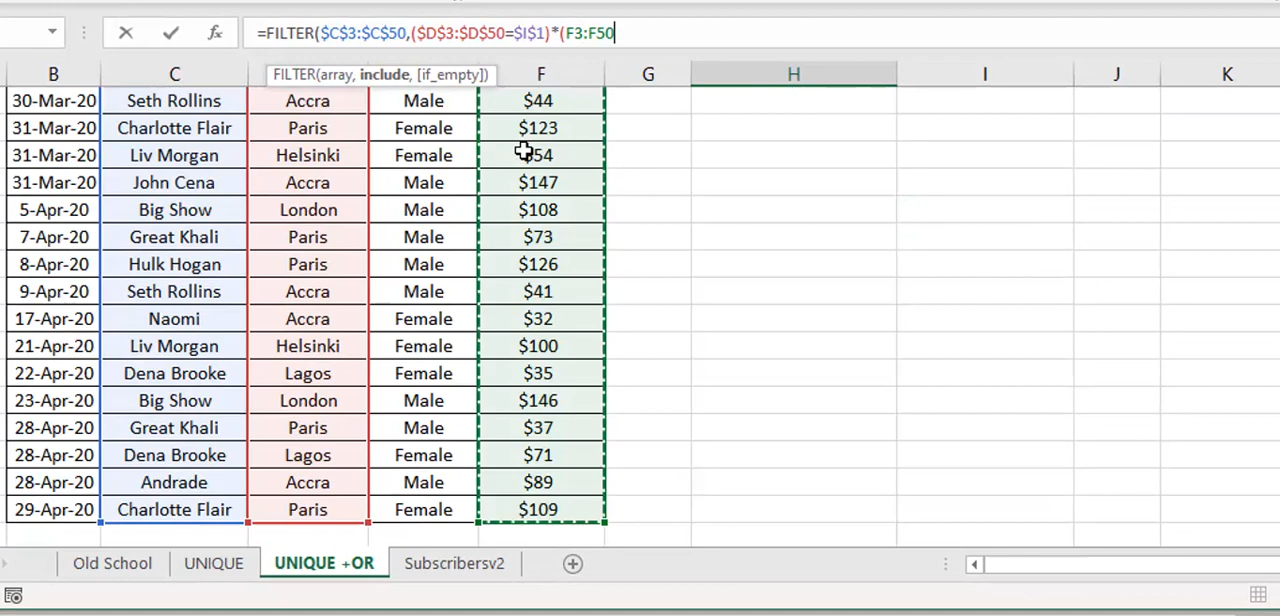 =FILTER($C$3:$C$50,($D$3:$D$50=$I$1)*(F3:F50
FILTER(array, include, [if_empty])
B C F G H I J K
30-Mar-20 Seth Rollins Accra Male $44
31-Mar-20 Charlotte Flair Paris Female $123
31-Mar-20 Liv Morgan Helsinki Female $54
31-Mar-20 John Cena Accra Male $147
5-Apr-20 Big Show London Male $108
7-Apr-20 Great Khali Paris Male $73
8-Apr-20 Hulk Hogan Paris Male $126
9-Apr-20 Seth Rollins Accra Male $41
17-Apr-20 Naomi Accra Female $32
21-Apr-20 Liv Morgan Helsinki Female $100
22-Apr-20 Dena Brooke Lagos Female $35
23-Apr-20 Big Show London Male $146
28-Apr-20 Great Khali Paris Male $37
28-Apr-20 Dena Brooke Lagos Female $71
28-Apr-20 Andrade Accra Male $89
29-Apr-20 Charlotte Flair Paris Female $109
Old School UNIQUE UNIQUE +OR Subscribersv2